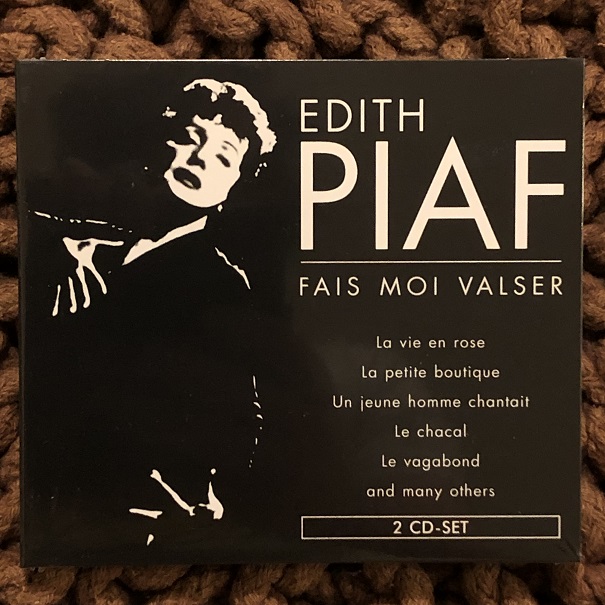 EDITH
PIAF
FAIS MOI VALSER
La vie en rose
La petite boutique
Un jeune homme chantait
Le chacal
Le vagabond
and many others
2 CD-SET